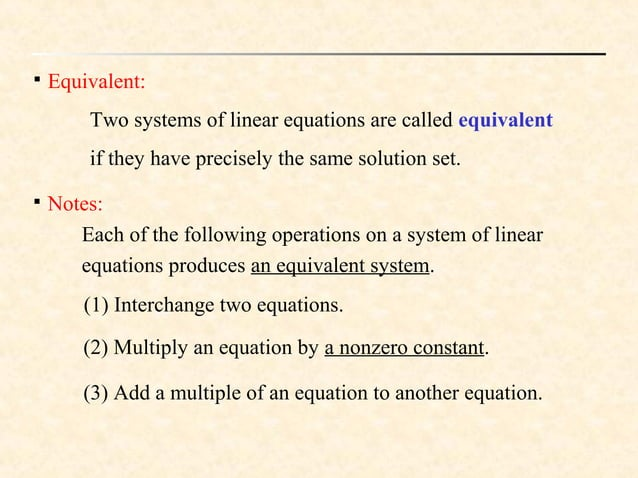 ▪ Equivalent:
Two systems of linear equations are called equivalent
if they have precisely the same solution set.
▪ Notes:
Each of the following operations on a system of linear
equations produces an equivalent system.
(1) Interchange two equations.
(2) Multiply an equation by a nonzero constant.
(3) Add a multiple of an equation to another equation.